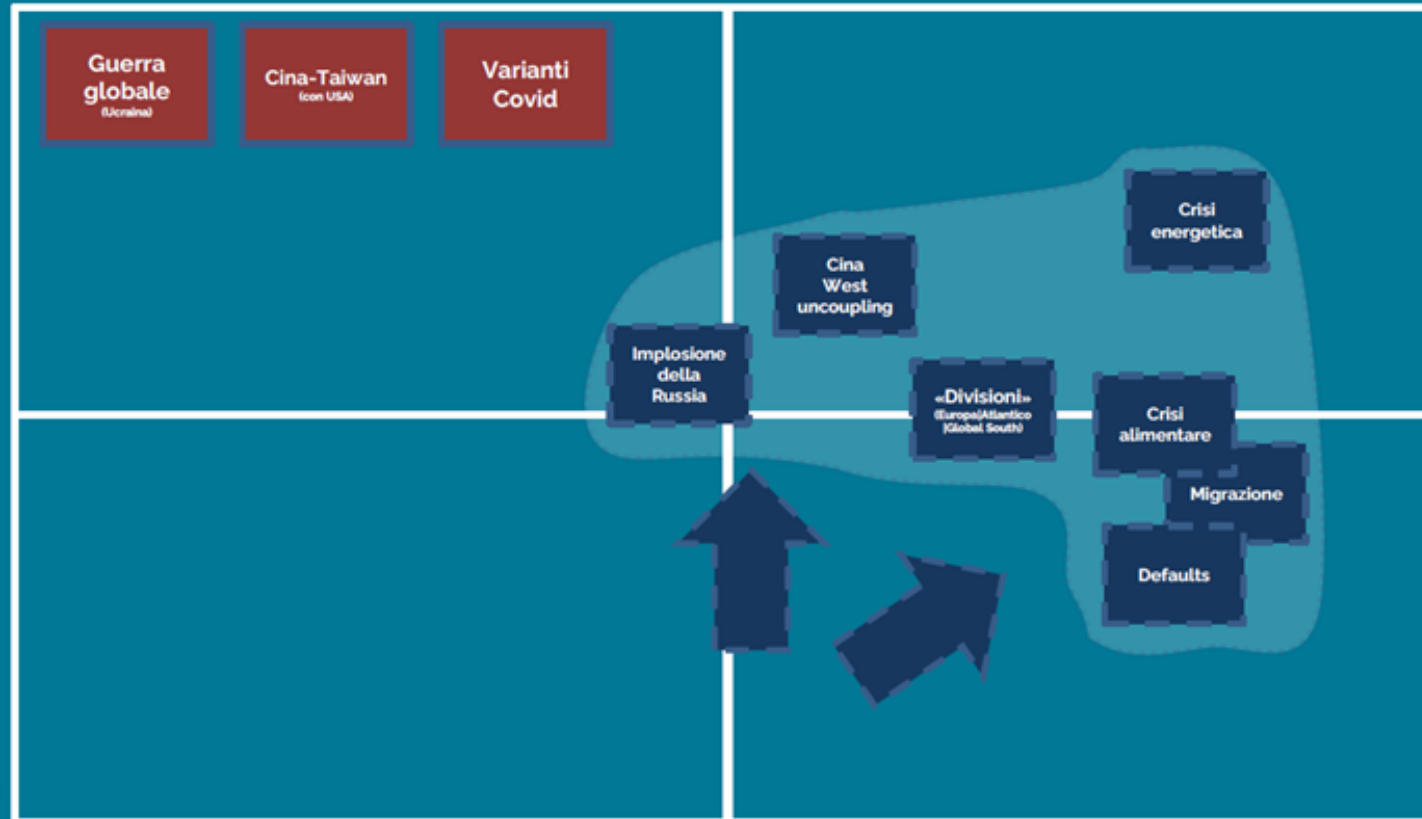 Guerra
globale
(Ucraina)
Cina-Taiwan
(con USA)
Varianti
Covid
Crisi
energetica
Cina
West
uncoupling
Implosione
della
Russia
«Divisioni»
(Europa|Atlantico
|Global South)
Crisi
alimentare
Migrazione
Defaults